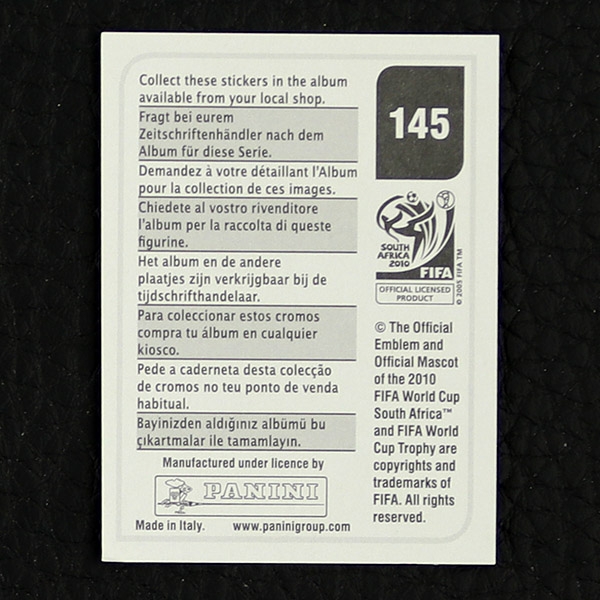 Collect these stickers in the album
available from your local shop.
Fragt bei eurem
Zeitschriftenhändler nach dem
Album für diese Serie.
Demandez à votre détaillant l'Album
pour la collection de ces images.
Chiedete al vostro rivenditore
l'album per la raccolta di queste
figurine.
Het album en de andere
plaatjes zijn verkrijgbaar bij de
tijdschrifthandelaar.
Para coleccionar estos cromos
compra tu álbum en cualquier
kiosco.
Pede a caderneta desta colecção
de cromos no teu ponto de venda
habitual.
Bayinizden aldığınız albümü bu
çıkartmalar ile tamamlayın.
Manufactured under licence by
PANINI
Made in Italy.
www.paninigroup.com
145
SOUTH
AFRICA
2010
FIFA
© 2005 FIFA TM
OFFICIAL LICENSED
PRODUCT
© The Official
Emblem and
Official Mascot
of the 2010
FIFA World Cup
South Africa™
and FIFA World
Cup Trophy are
copyrights and
trademarks of
FIFA. All rights
reserved.